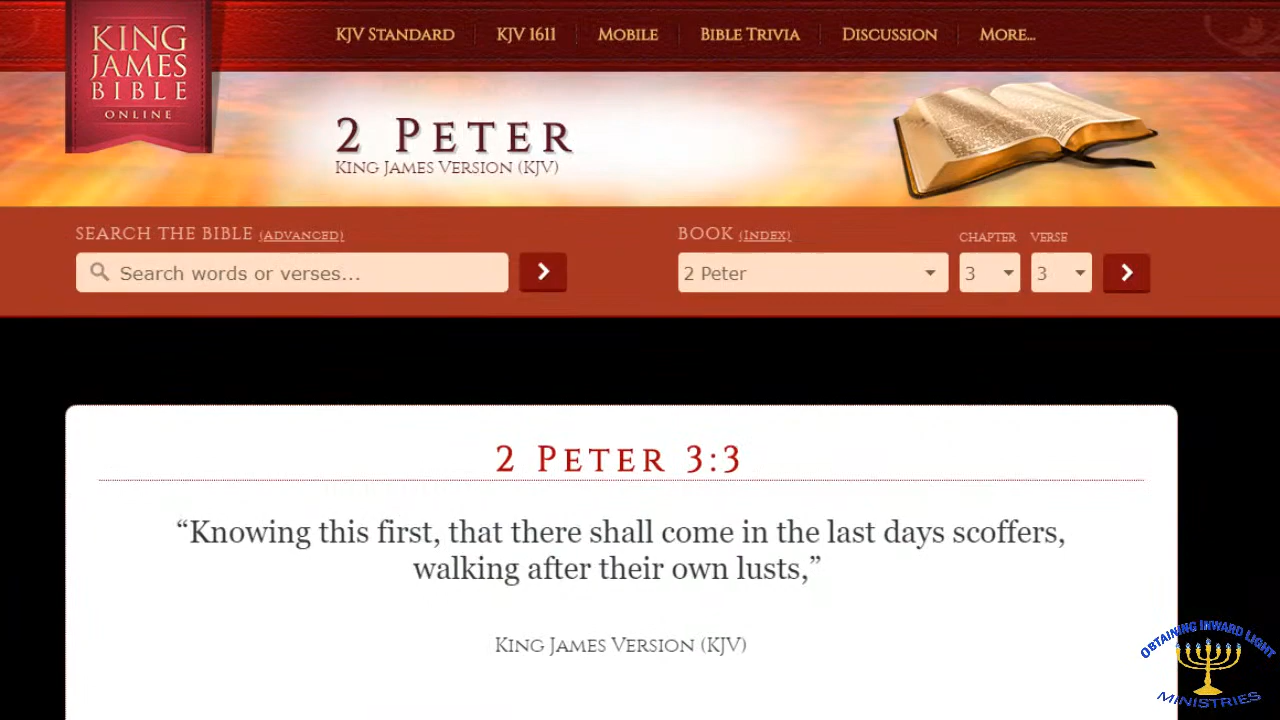 KING
JAMES
BIBLE
ONLINE
KJV STANDARD
KJV 1611
MOBILE
BIBLE TRIVIA
DISCUSSION
MORE...
2 PETER
KING JAMES VERSION (KJV)
SEARCH THE BIBLE (ADVANCED)
Search words or verses...
BOOK (INDEX)
CHAPTER
VERSE
2 Peter
3
3
2 PETER 3:3
“Knowing this first, that there shall come in the last days scoffers,
walking after their own lusts,”
KING JAMES VERSION (KJV)
OBTAINING INWARD LIGHT
MINISTRIES